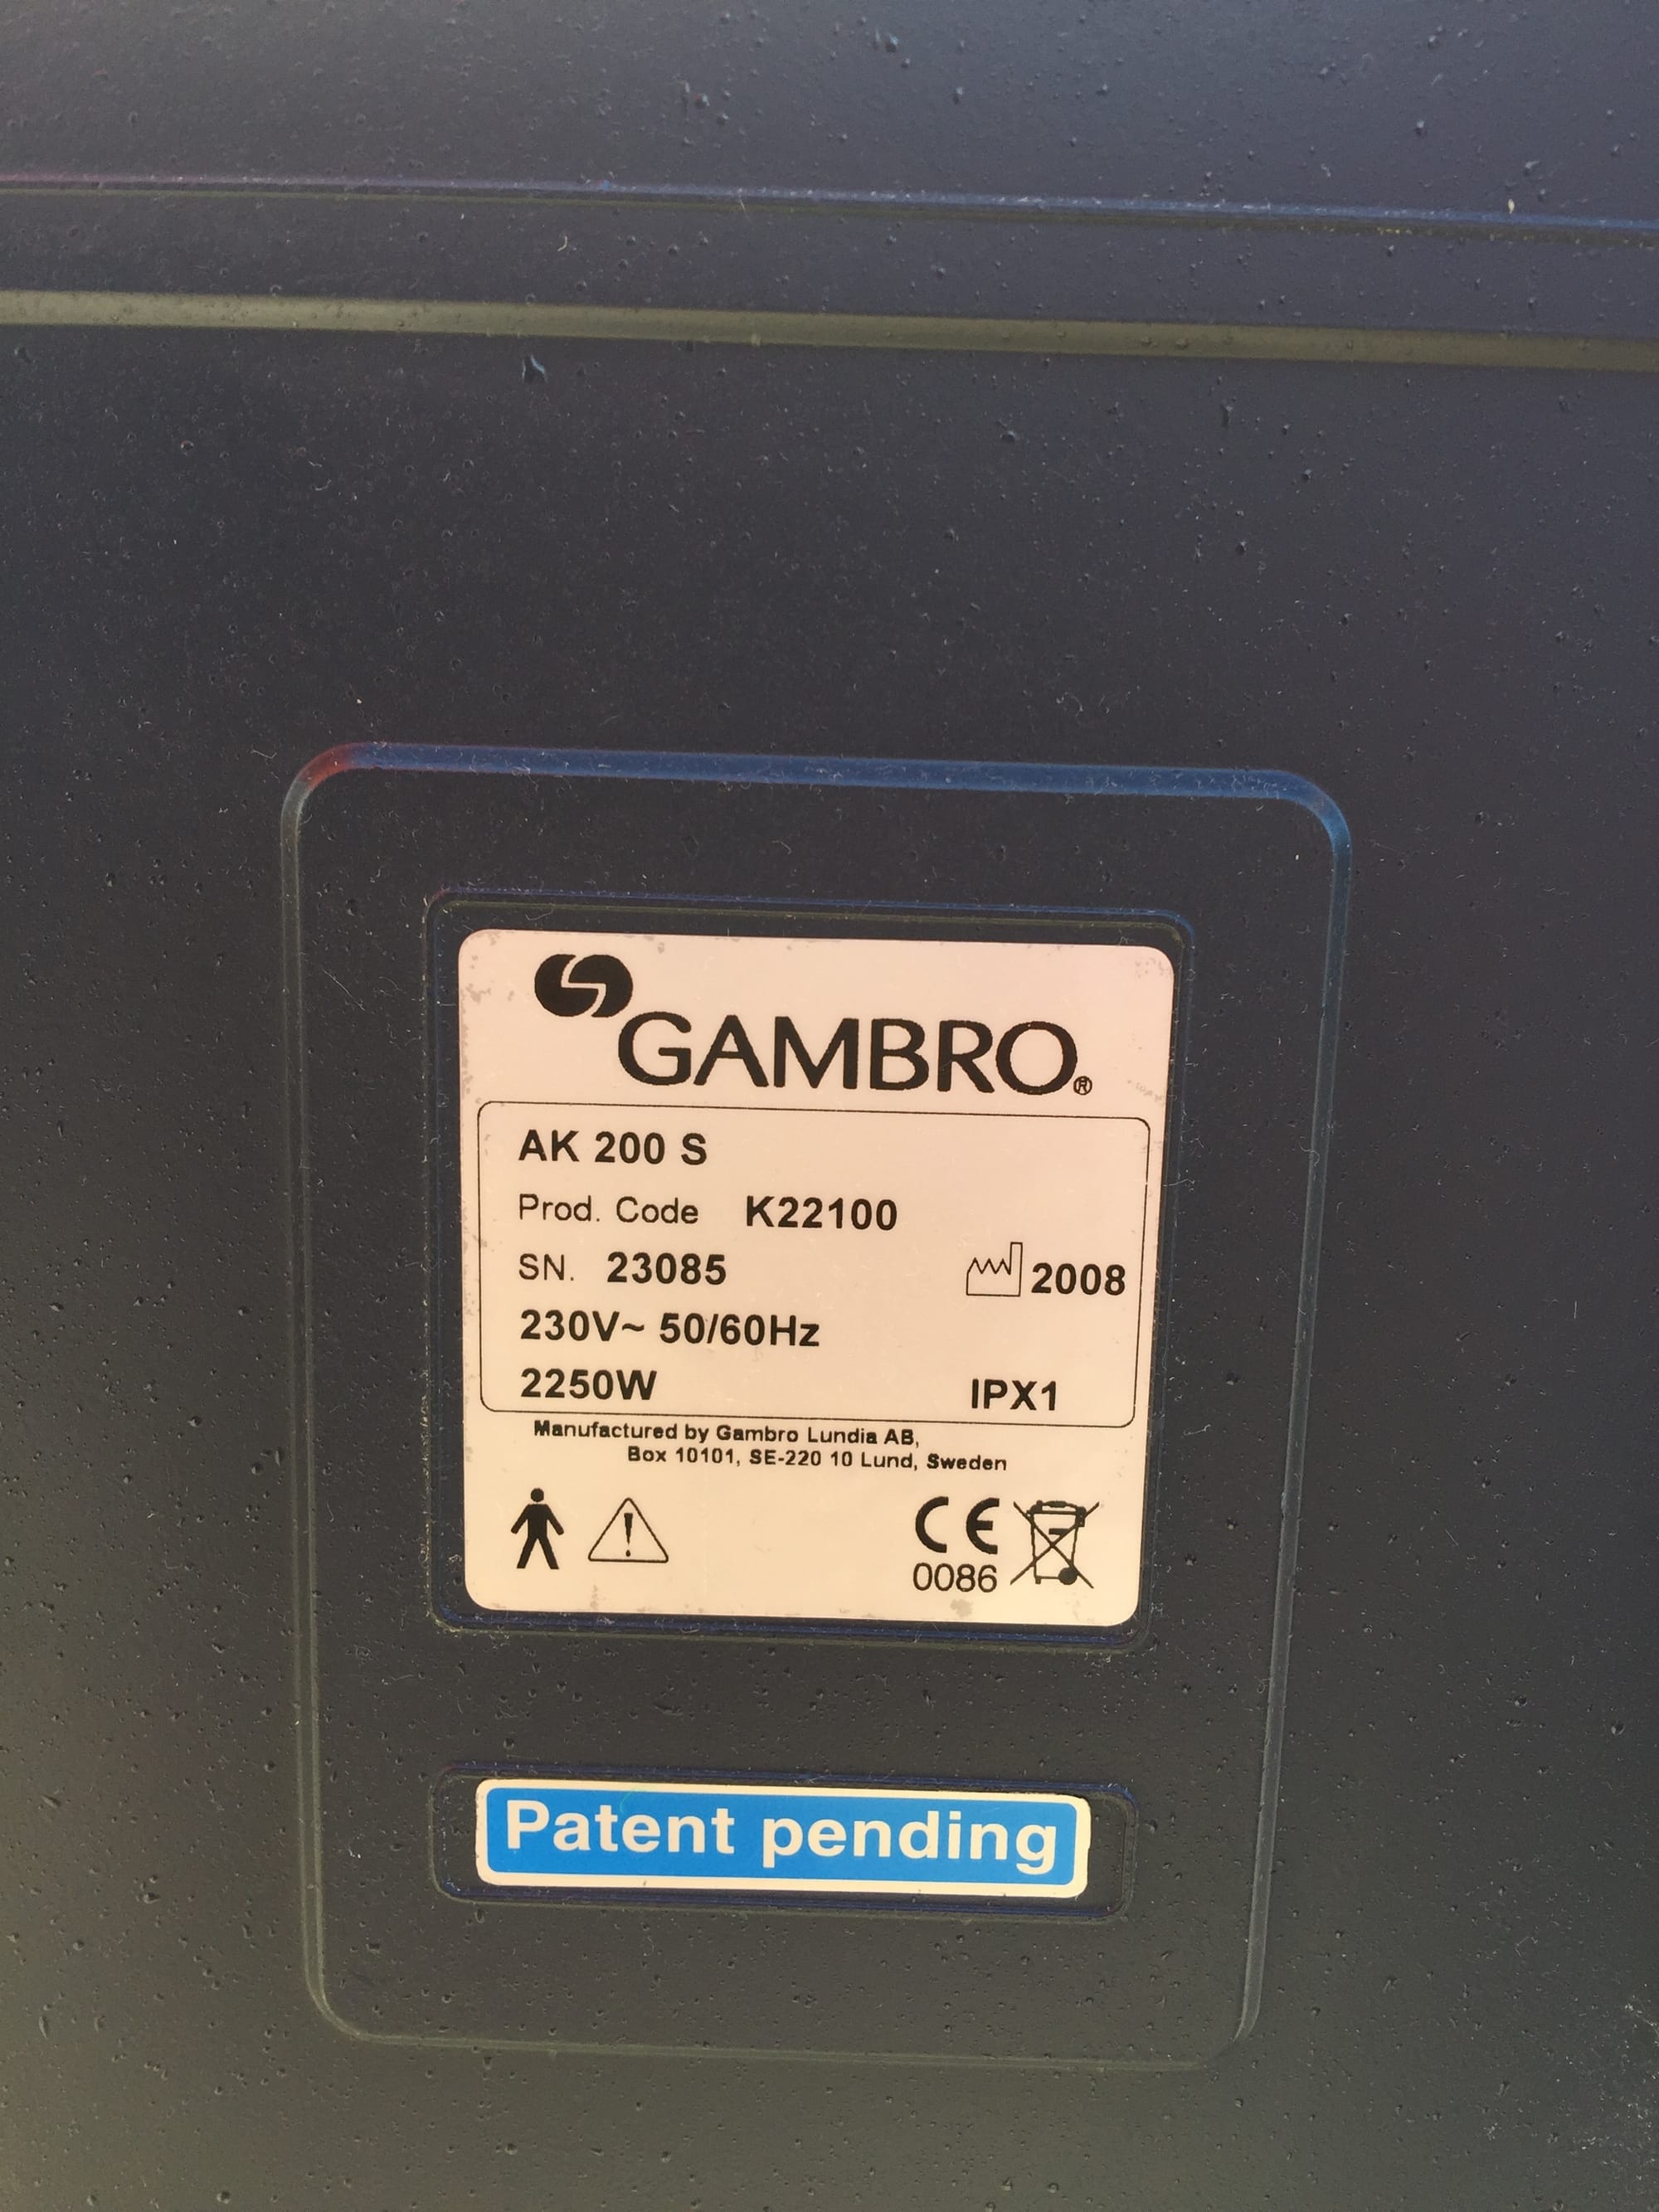 GAMBRO®
AK 200 S
Prod. Code K22100
SN. 23085 2008
230V~ 50/60Hz
2250W IPX1
Manufactured by Gambro Lundia AB,
Box 10101, SE-220 10 Lund, Sweden
CE
0086
Patent pending